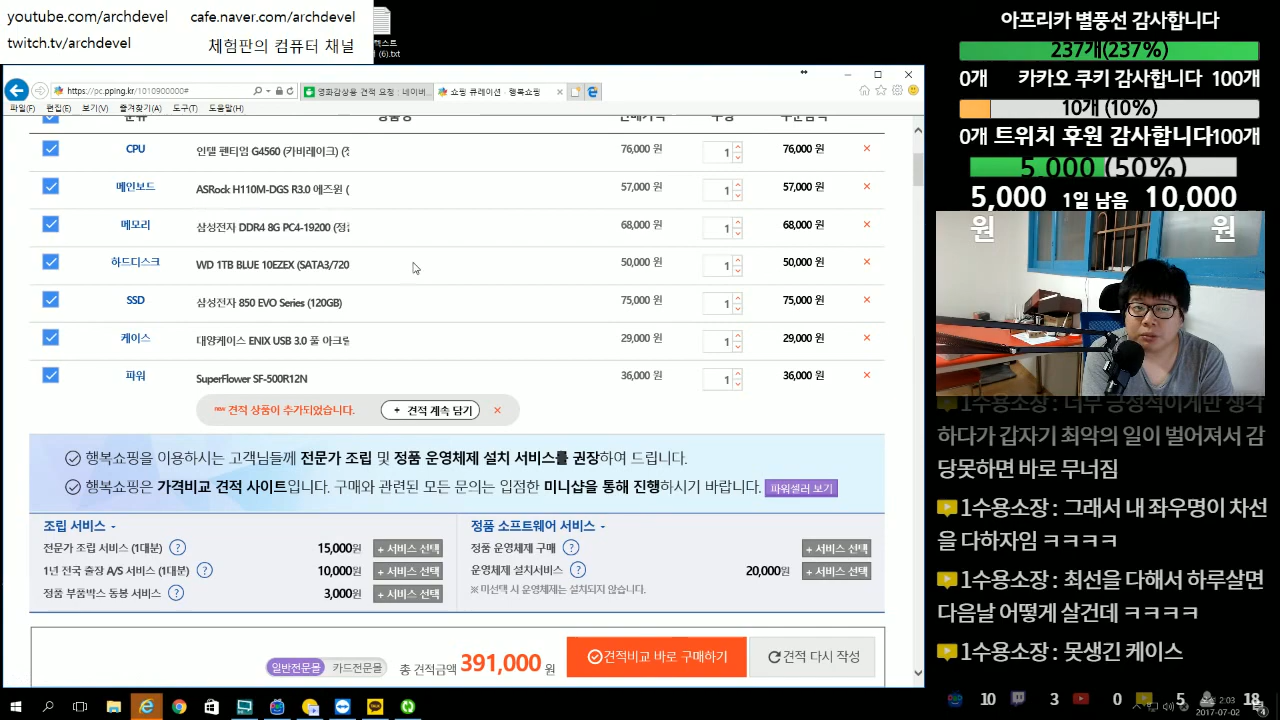 youtube.com/archdevel cafe.naver.com/archdevel
twitch.tv/archdevel 체험판의 컴퓨터 채널
(6).txt
https://pc.pping.kr/1010900000#
영화감상용 견적 요청 : 네이버...
쇼핑 큐레이션 - 행복쇼핑
파일(F) 편집(E) 보기(V) 즐겨찾기(A) 도구(T) 도움말(H)
CPU 인텔 펜티엄 G4560 (카비레이크) 76,000 원 1 76,000 원
메인보드 ASRock H110M-DGS R3.0 에즈윈 ( 57,000 원 1 57,000 원
메모리 삼성전자 DDR4 8G PC4-19200 68,000 원 1 68,000 원
하드디스크 WD 1TB BLUE 10EZEX (SATA3/720 50,000 원 1 50,000 원
SSD 삼성전자 850 EVO Series (120GB) 75,000 원 1 75,000 원
케이스 대양케이스 ENIX USB 3.0 풀 아크릴 29,000 원 1 29,000 원
파워 SuperFlower SF-500R12N 36,000 원 1 36,000 원
new 견적 상품이 추가되었습니다. + 견적 계속 담기
행복쇼핑을 이용하시는 고객님들께 전문가 조립 및 정품 운영체제 설치 서비스를 권장하여 드립니다.
행복쇼핑은 가격비교 견적 사이트입니다. 구매와 관련된 모든 문의는 입점한 미니샵을 통해 진행하시기 바랍니다. 파워셀러 보기
조립 서비스
전문가 조립 서비스 (1대분) ? 15,000원 + 서비스 선택
1년 전국 출장 A/S 서비스 (1대분) ? 10,000원 + 서비스 선택
정품 부품박스 동봉 서비스 ? 3,000원 + 서비스 선택
정품 소프트웨어 서비스
정품 운영체제 구매 ? + 서비스 선택
운영체제 설치서비스 ? 20,000원 + 서비스 선택
※ 미선택 시 운영체제는 설치되지 않습니다.
일반전문몰 카드전문몰 총 견적금액 391,000 원 견적비교 바로 구매하기 견적 다시 작성
아프리카 별풍선 감사합니다
237개(237%)
0개 카카오 쿠키 감사합니다 100개
10개 (10%)
0개 트위치 후원 감사합니다100개
5,000 (50%)
5,000 1일 남음 10,000
원 원
1수용소장 : 너무 긍정적이게만 생각
하다가 갑자기 최악의 일이 벌어져서 감
당못하면 바로 무너짐
1수용소장 : 그래서 내 좌우명이 차선
을 다하자임 ㅋㅋㅋㅋ
1수용소장 : 최선을 다해서 하루살면
다음날 어떻게 살건데 ㅋㅋㅋㅋ
1수용소장 : 못생긴 케이스
10 3 0 5 18
2:03
2017-07-02